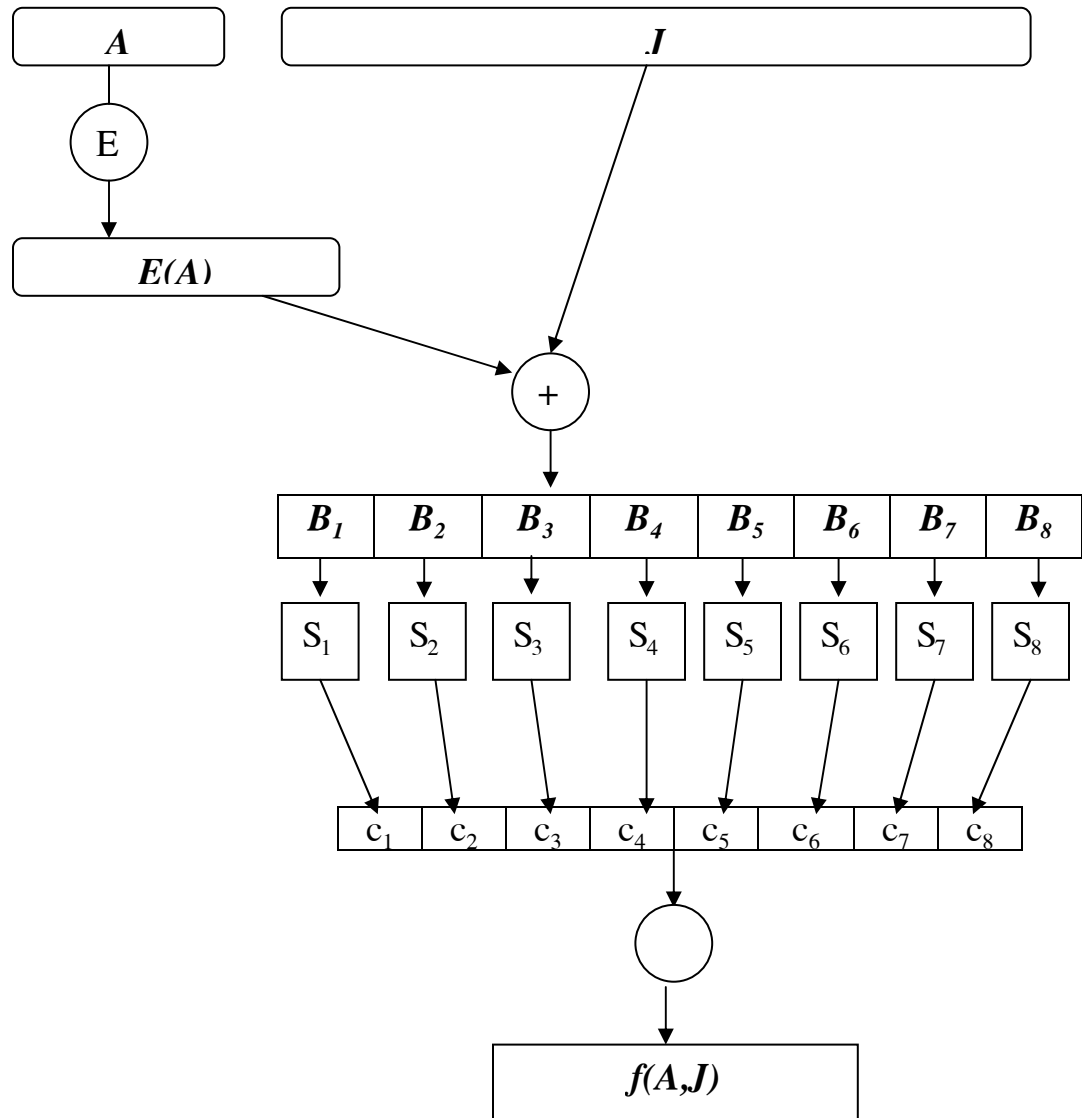 A J
E
E(A)
+
B1 B2 B3 B4 B5 B6 B7 B8
S1 S2 S3 S4 S5 S6 S7 S8
c1 c2 c3 c4 c5 c6 c7 c8
f(A,J)